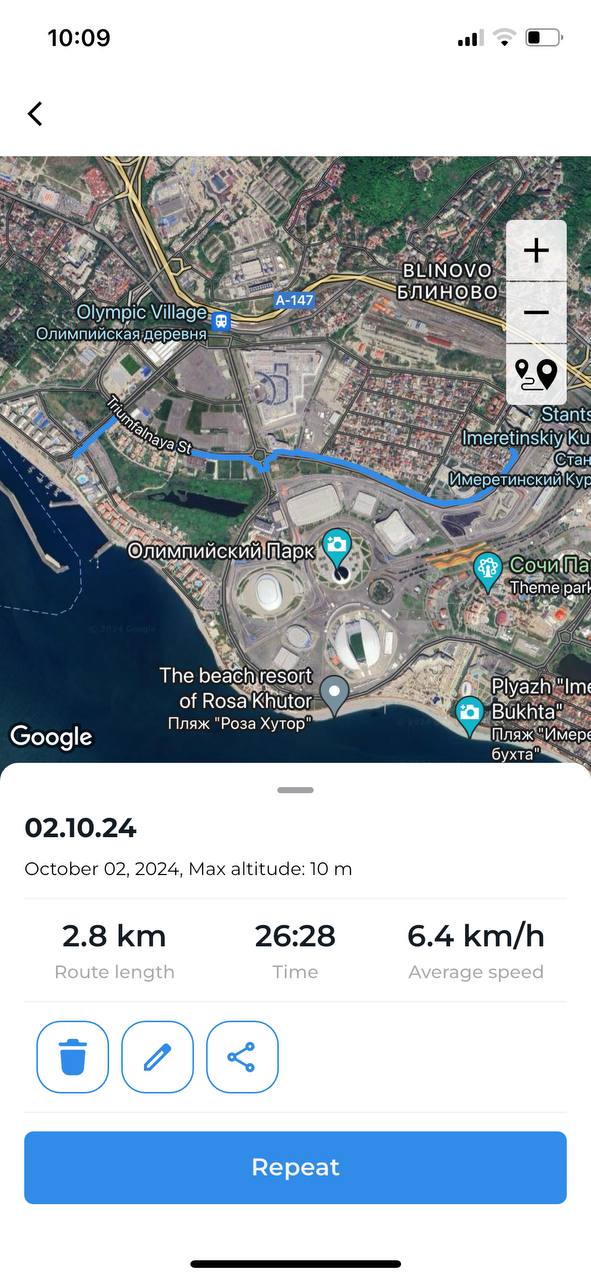 10:09
BLINOVO
БЛИНОВО
A-147
Olympic Village
Олимпийская деревня
Triumfalnaya St
Stants
Imeretinskiy Ku
Стан
Имеретинский Кур
Олимпийский Парк
Сочи Па
Theme park
© 2024 Google
The beach resort
of Rosa Khutor
Пляж "Роза Хутор"
Plyazh "Ime
Bukhta"
Пляж "Имере
бухта"
Google
02.10.24
October 02, 2024, Max altitude: 10 m
2.8 km
26:28
6.4 km/h
Route length
Time
Average speed
Repeat